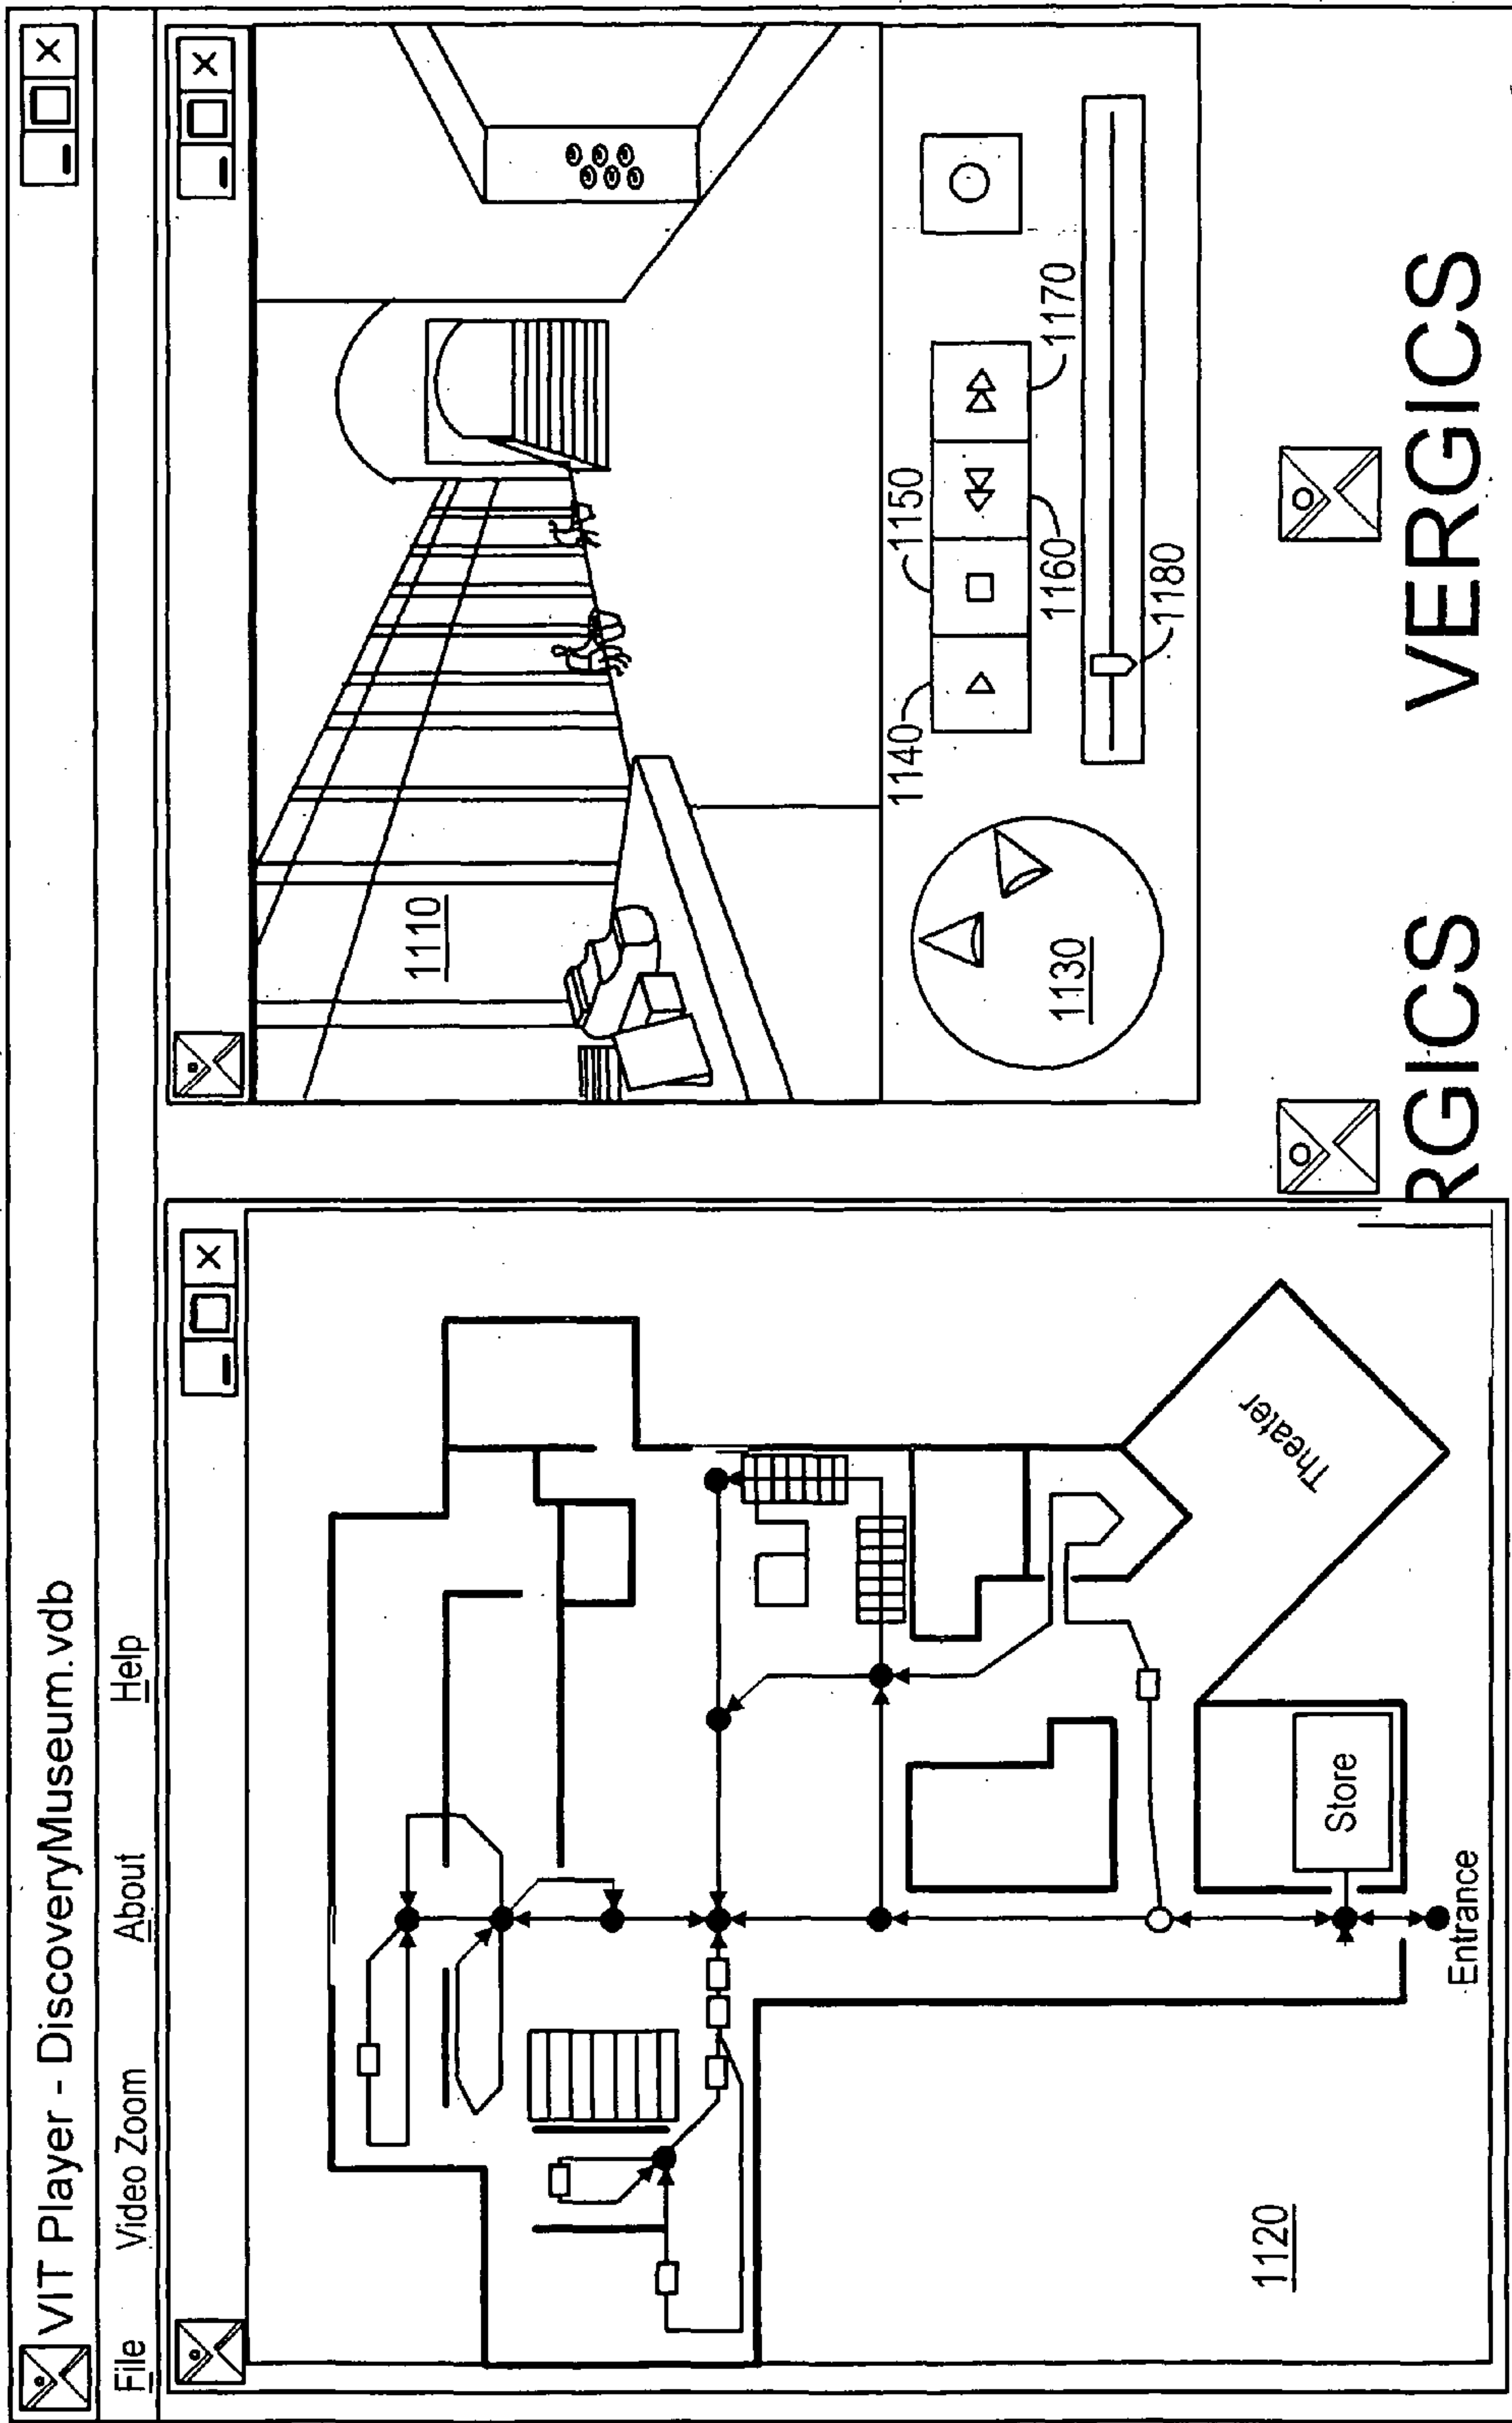 VIT Player - DiscoveryMuseum.vdb
File Video Zoom About Help
Theater
Store
Entrance
1120
1110
1130
1140
1150
1160
1170
1180
RGICS
VERGICS